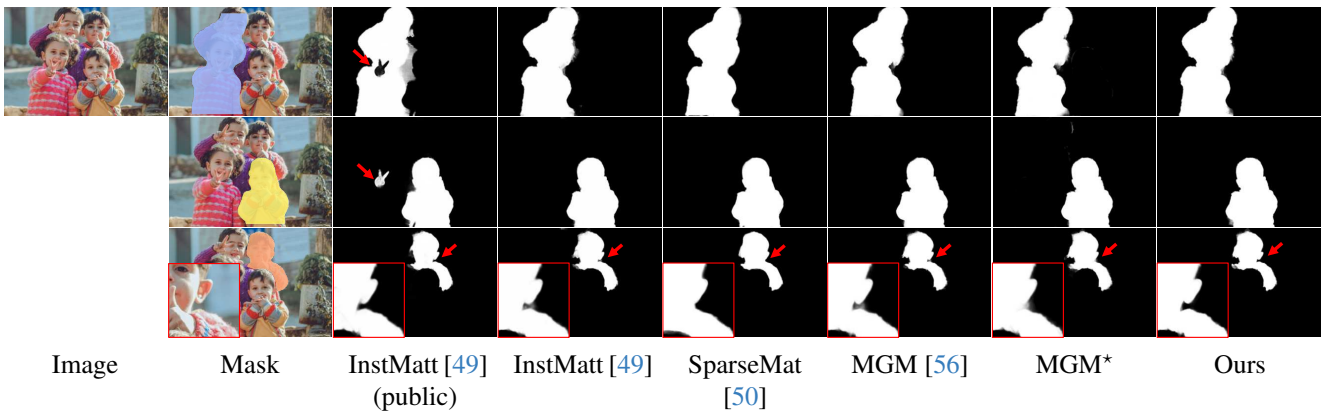 Image Mask InstMatt [49] InstMatt [49] SparseMat MGM [56] MGM* Ours
(public) [50]